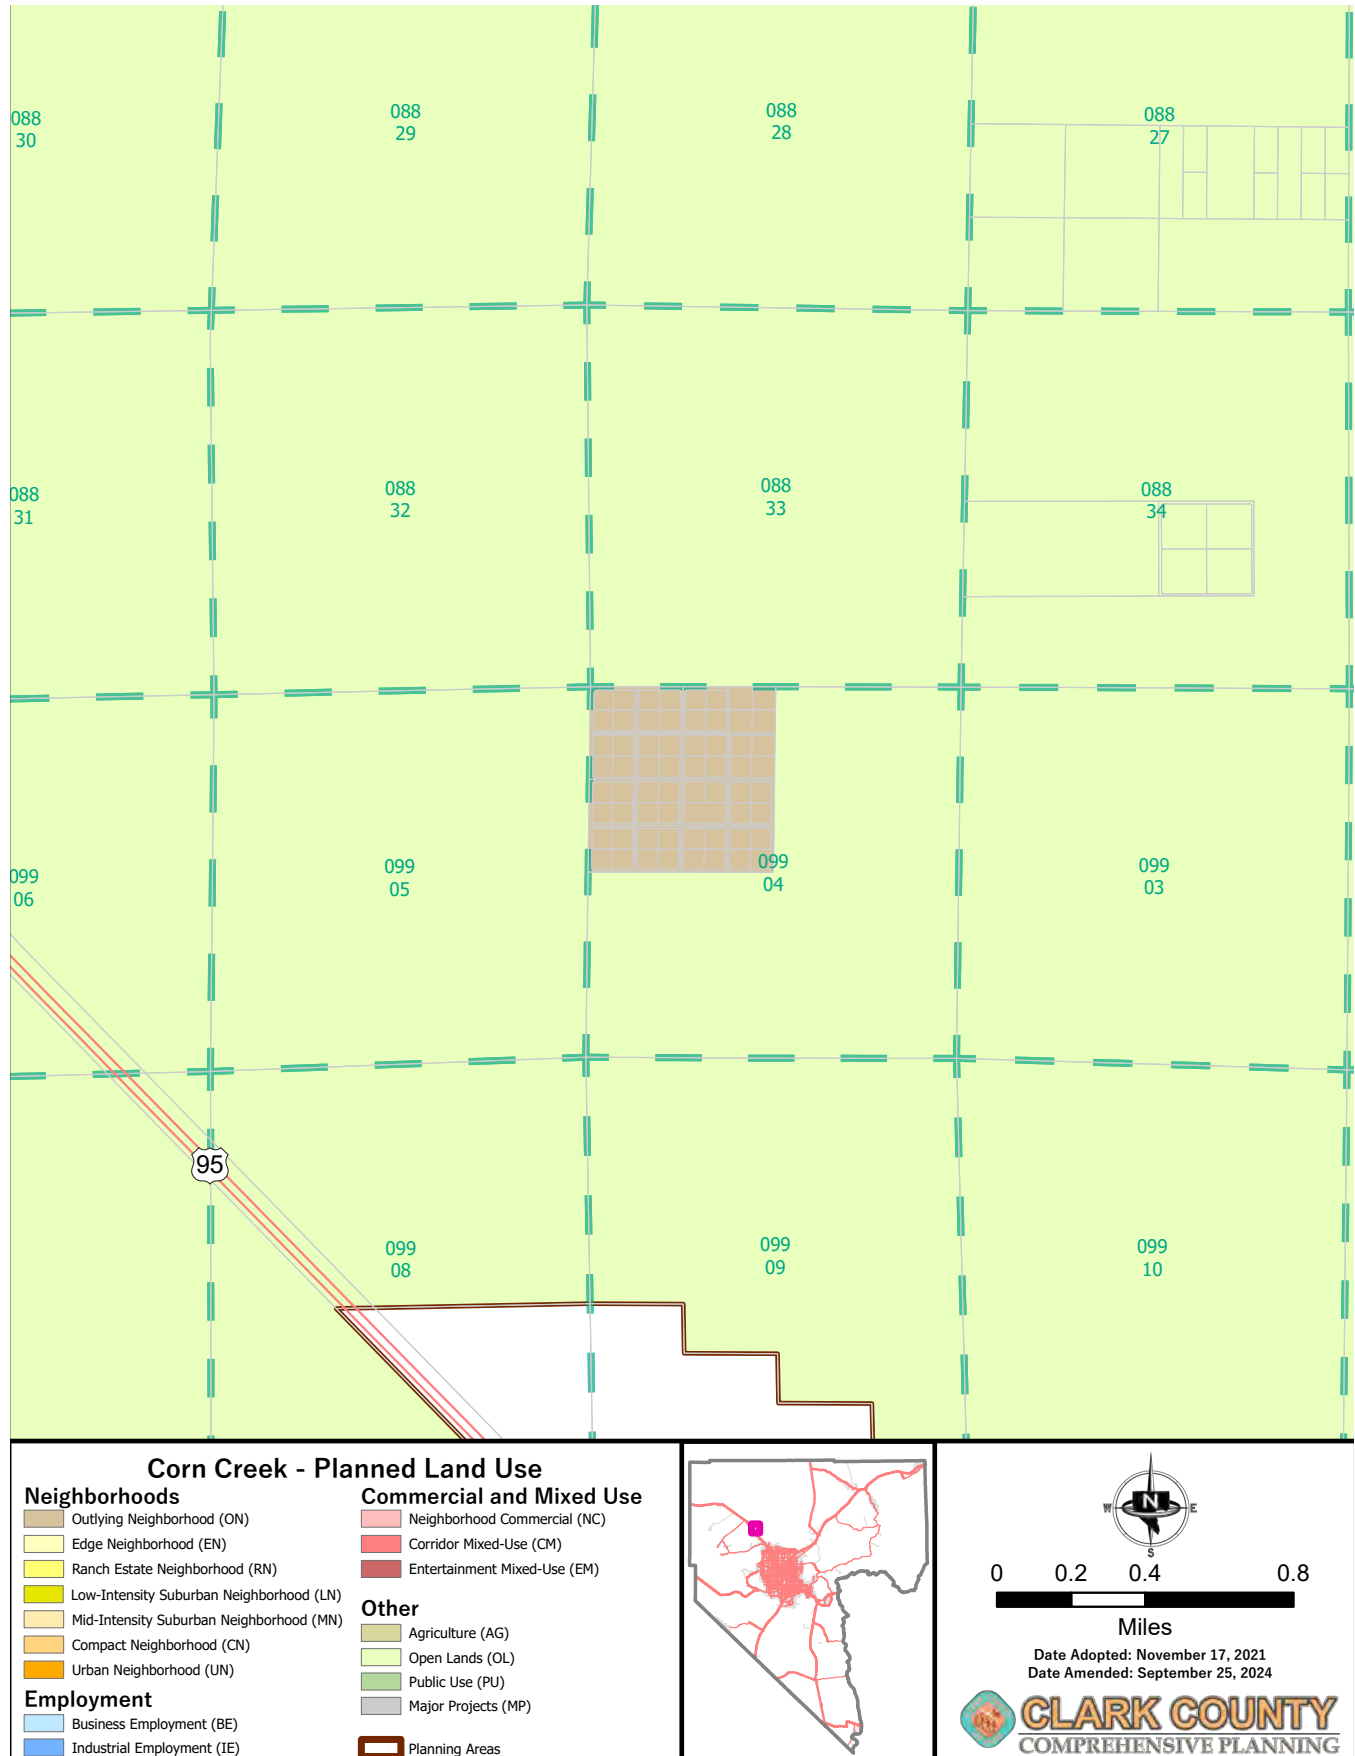 088
30
088
29
088
28
088
27
088
31
088
32
088
33
088
34
099
06
099
05
099
04
099
03
95
099
08
099
09
099
10
Corn Creek - Planned Land Use
Neighborhoods
Outlying Neighborhood (ON)
Edge Neighborhood (EN)
Ranch Estate Neighborhood (RN)
Low-Intensity Suburban Neighborhood (LN)
Mid-Intensity Suburban Neighborhood (MN)
Compact Neighborhood (CN)
Urban Neighborhood (UN)
Employment
Business Employment (BE)
Industrial Employment (IE)
Commercial and Mixed Use
Neighborhood Commercial (NC)
Corridor Mixed-Use (CM)
Entertainment Mixed-Use (EM)
Other
Agriculture (AG)
Open Lands (OL)
Public Use (PU)
Major Projects (MP)
Planning Areas
N
W
E
S
0 0.2 0.4 0.8
Miles
Date Adopted: November 17, 2021
Date Amended: September 25, 2024
CLARK COUNTY
COMPREHENSIVE PLANNING